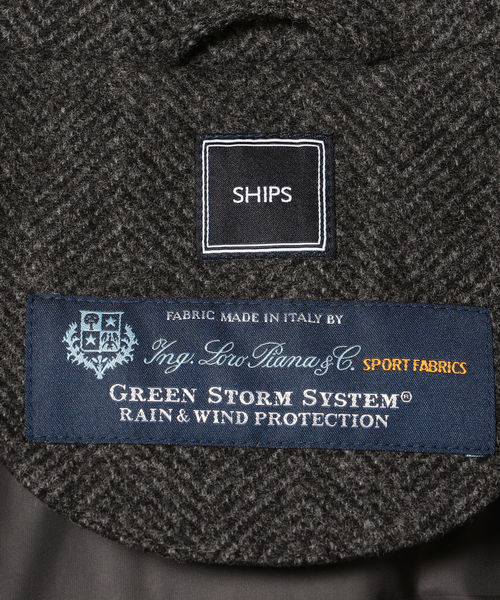 SHIPS
FABRIC MADE IN ITALY BY
Ing. Loro Piana & C. SPORT FABRICS
GREEN STORM SYSTEM®
RAIN & WIND PROTECTION